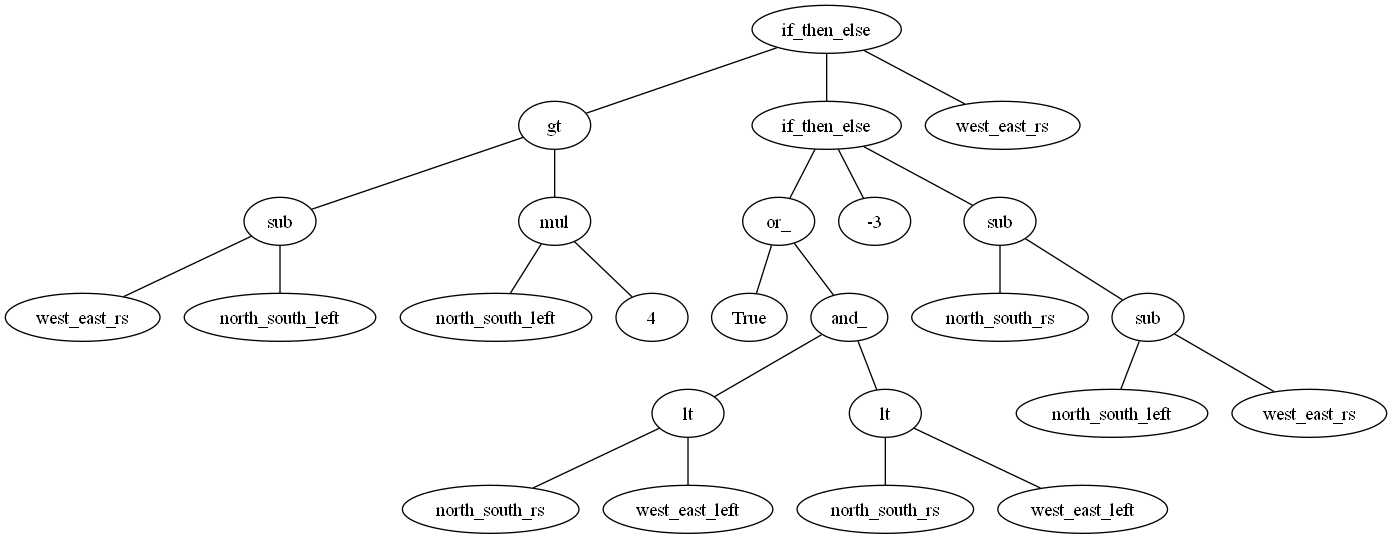 if_then_else
gt
if_then_else
west_east_rs
sub
mul
or_
-3
sub
west_east_rs
north_south_left
north_south_left
4
True
and_
north_south_rs
sub
lt
lt
north_south_left
west_east_rs
north_south_rs
west_east_left
north_south_rs
west_east_left